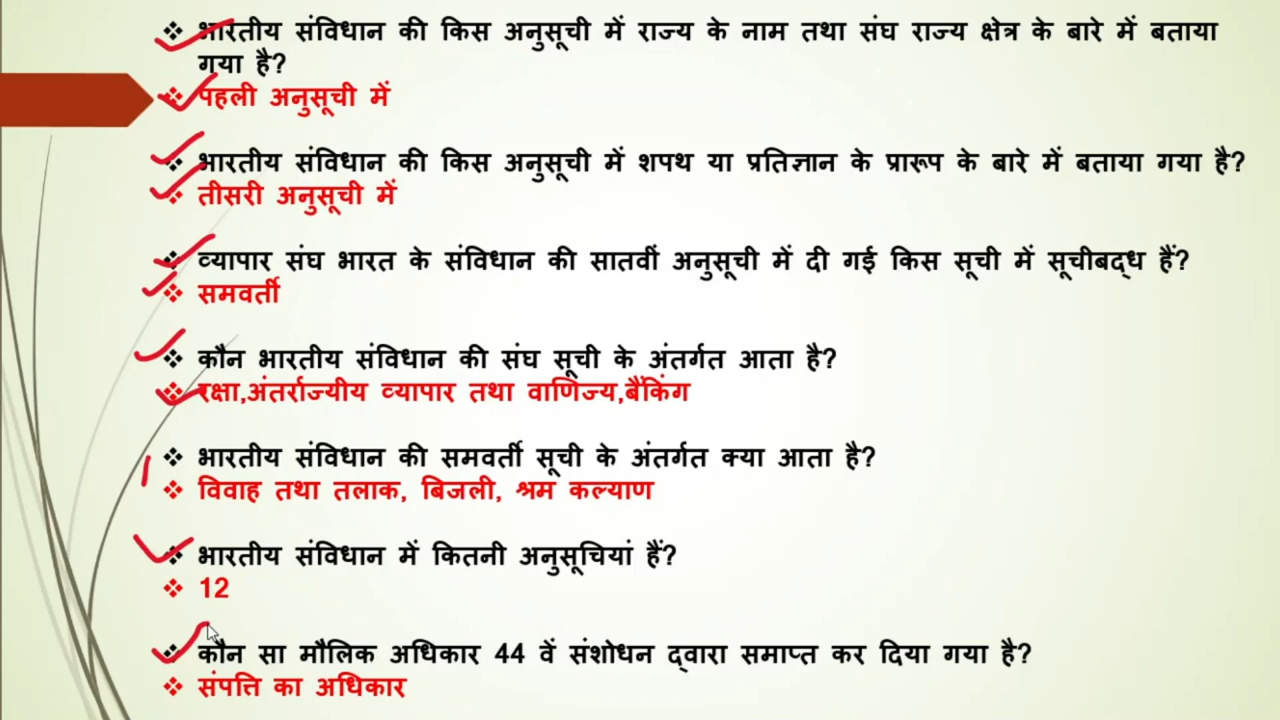 भारतीय संविधान की किस अनुसूची में राज्य के नाम तथा संघ राज्य क्षेत्र के बारे में बताया
गया है?
पहली अनुसूची में
भारतीय संविधान की किस अनुसूची में शपथ या प्रतिज्ञान के प्रारूप के बारे में बताया गया है?
तीसरी अनुसूची में
व्यापार संघ भारत के संविधान की सातवीं अनुसूची में दी गई किस सूची में सूचीबद्ध हैं?
समवर्ती
कौन भारतीय संविधान की संघ सूची के अंतर्गत आता है?
रक्षा,अंतर्राज्यीय व्यापार तथा वाणिज्य,बैंकिंग
भारतीय संविधान की समवर्ती सूची के अंतर्गत क्या आता है?
विवाह तथा तलाक, बिजली, श्रम कल्याण
भारतीय संविधान में कितनी अनुसूचियां हैं?
12
कौन सा मौलिक अधिकार 44 वें संशोधन द्वारा समाप्त कर दिया गया है?
संपत्ति का अधिकार